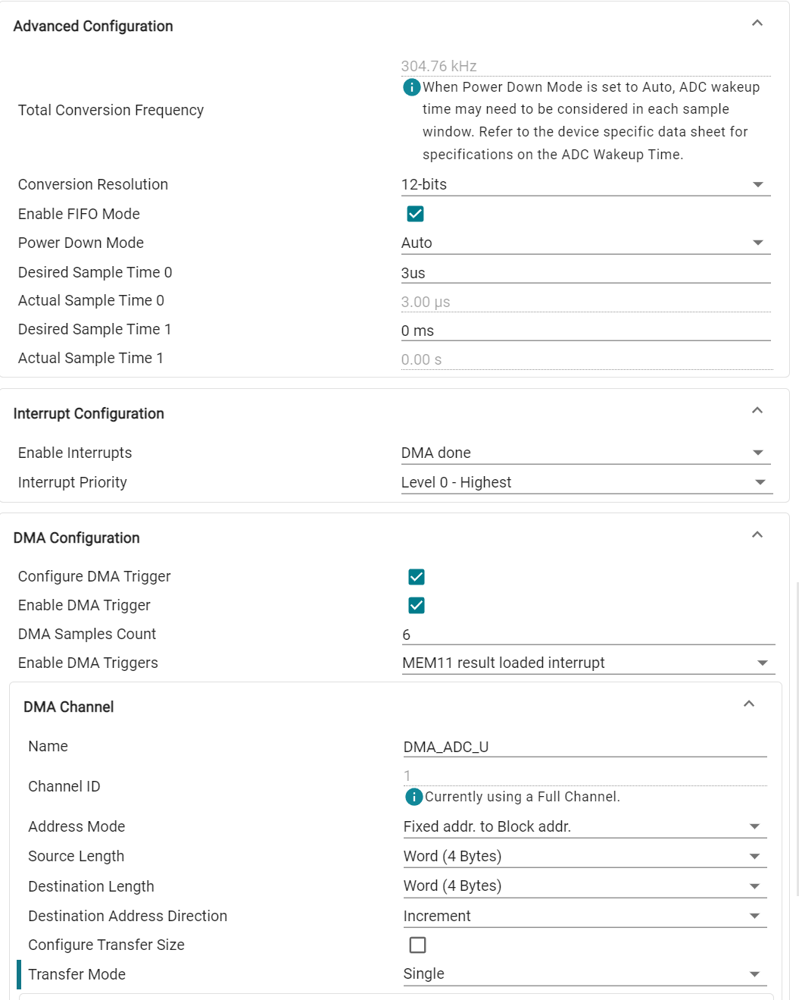 Advanced Configuration
Total Conversion Frequency
304.76 kHz
When Power Down Mode is set to Auto, ADC wakeup
time may need to be considered in each sample
window. Refer to the device specific data sheet for
specifications on the ADC Wakeup Time.
Conversion Resolution 12-bits
Enable FIFO Mode
Power Down Mode Auto
Desired Sample Time 0 3us
Actual Sample Time 0 3.00 µs
Desired Sample Time 1 0 ms
Actual Sample Time 1 0.00 s
Interrupt Configuration
Enable Interrupts DMA done
Interrupt Priority Level 0 - Highest
DMA Configuration
Configure DMA Trigger
Enable DMA Trigger
DMA Samples Count 6
Enable DMA Triggers MEM11 result loaded interrupt
DMA Channel
Name DMA_ADC_U
Channel ID
1
Currently using a Full Channel.
Address Mode Fixed addr. to Block addr.
Source Length Word (4 Bytes)
Destination Length Word (4 Bytes)
Destination Address Direction Increment
Configure Transfer Size
Transfer Mode Single